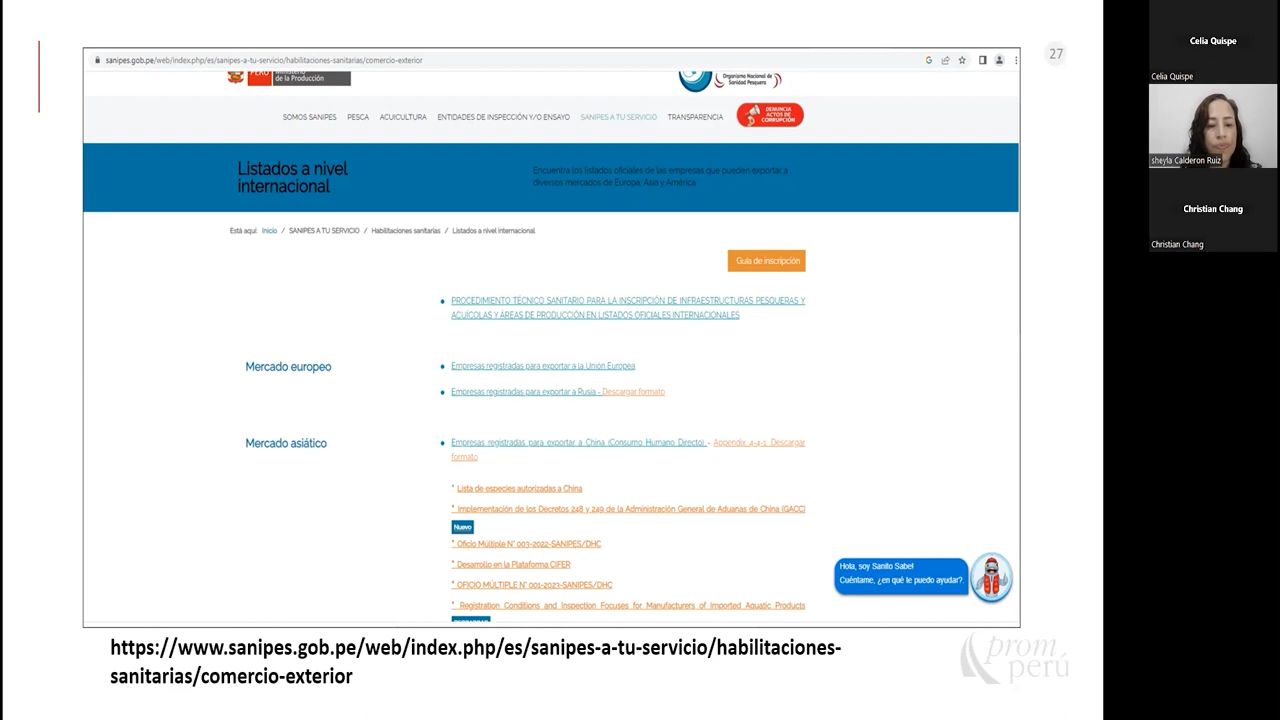 27
sanipes.gob.pe/web/index.php/es/sanipes-a-tu-servicio/habilitaciones-sanitarias/comercio-exterior
PERÚ
Ministerio
de la Producción
Organismo Nacional de
Sanidad Pesquera
SOMOS SANIPES PESCA ACUICULTURA ENTIDADES DE INSPECCIÓN Y/O ENSAYO SANIPES A TU SERVICIO TRANSPARENCIA
DENUNCIA
ACTOS DE
CORRUPCIÓN
Listados a nivel
internacional
Encuentra los listados oficiales de las empresas que pueden exportar a
diversos mercados de Europa, Asia y América
Está aquí: Inicio / SANIPES A TU SERVICIO / Habilitaciones sanitarias / Listados a nivel internacional
Guía de inscripción
PROCEDIMIENTO TÉCNICO SANITARIO PARA LA INSCRIPCIÓN DE INFRAESTRUCTURAS PESQUERAS Y
ACUÍCOLAS Y ÁREAS DE PRODUCCIÓN EN LISTADOS OFICIALES INTERNACIONALES
Mercado europeo
Empresas registradas para exportar a la Unión Europea
Empresas registradas para exportar a Rusia - Descargar formato
Mercado asiático
Empresas registradas para exportar a China (Consumo Humano Directo) - Appendix 4-4-1 Descargar
formato
* Lista de especies autorizadas a China
* Implementación de los Decretos 248 y 249 de la Administración General de Aduanas de China (GACC)
Nuevo
* Oficio Múltiple N° 003-2022-SANIPES/DHC
* Desarrollo en la Plataforma CIFER
* OFICIO MÚLTIPLE N° 001-2023-SANIPES/DHC
* Registration Conditions and Inspection Focuses for Manufacturers of Imported Aquatic Products
Hola, soy Sanito Sabe!
Cuéntame, ¿en qué te puedo ayudar?.
https://www.sanipes.gob.pe/web/index.php/es/sanipes-a-tu-servicio/habilitaciones-
sanitarias/comercio-exterior
prom
perú
Celia Quispe
Celia Quispe
sheyla Calderon Ruiz
Christian Chang
Christian Chang